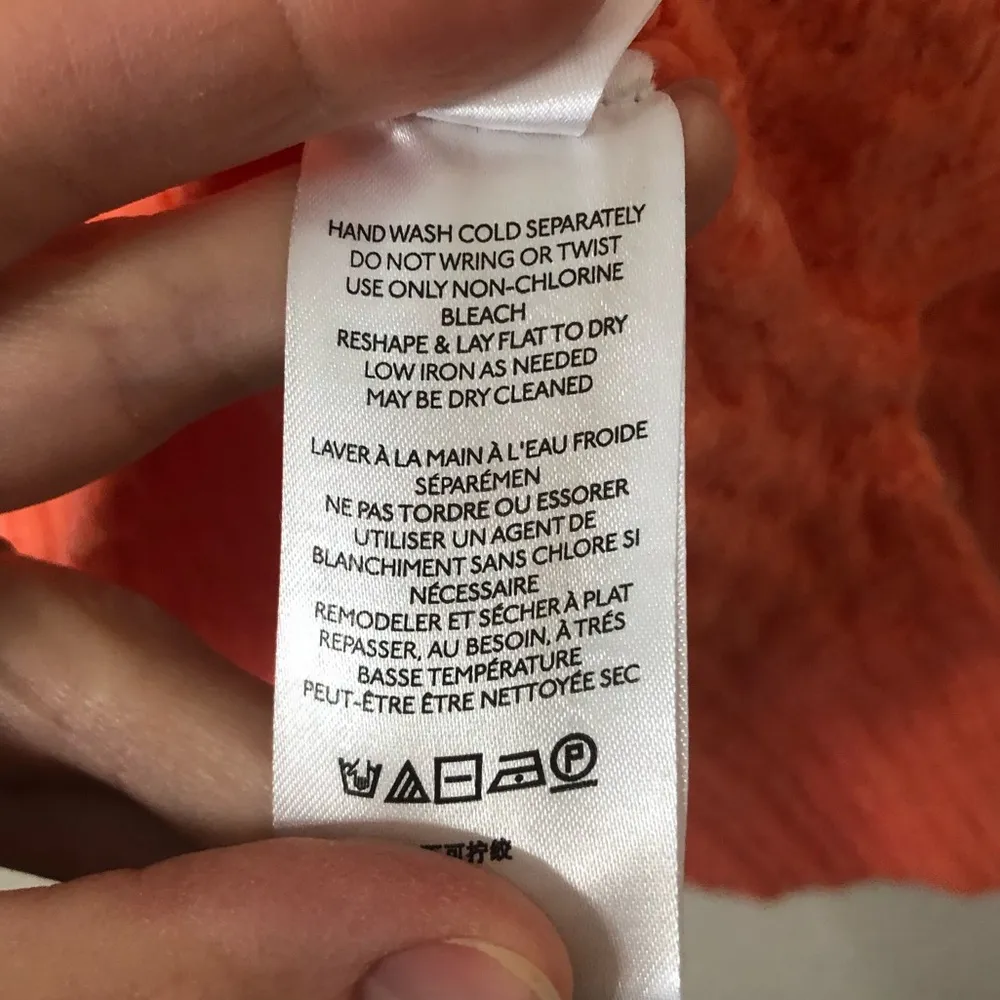 HAND WASH COLD SEPARATELY
DO NOT WRING OR TWIST
USE ONLY NON-CHLORINE
BLEACH
RESHAPE & LAY FLAT TO DRY
LOW IRON AS NEEDED
MAY BE DRY CLEANED
LAVER À LA MAIN À L'EAU FROIDE
SÉPARÉMEN
NE PAS TORDRE OU ESSORER
UTILISER UN AGENT DE
BLANCHIMENT SANS CHLORE SI
NÉCESSAIRE
REMODELER ET SÉCHER À PLAT
REPASSER, AU BESOIN, À TRÉS
BASSE TEMPÉRATURE
PEUT-ÊTRE ÊTRE NETTOYÉE SEC
P
可拧绞